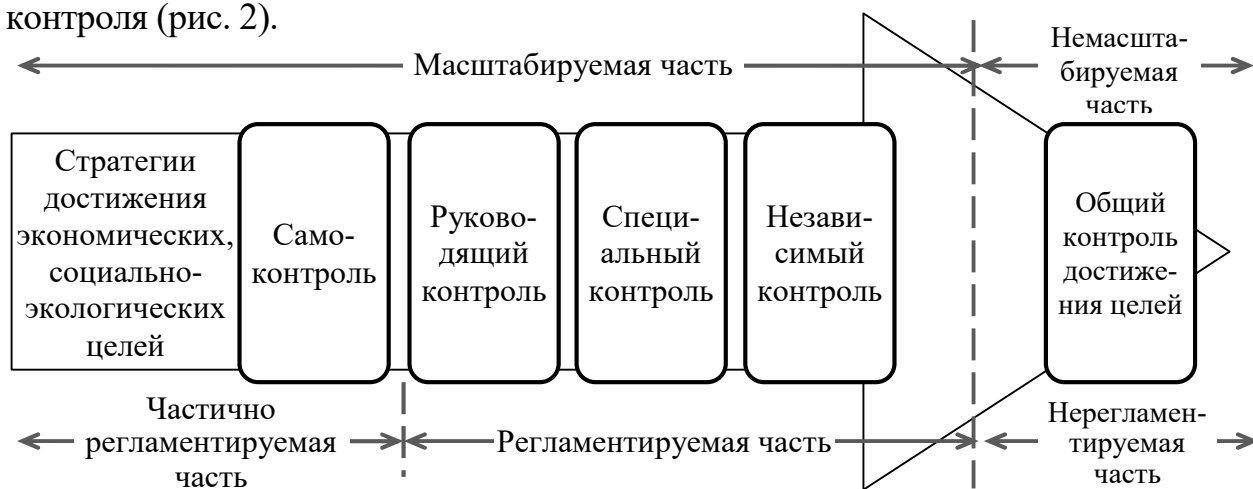 контроля (рис. 2).
Масштабируемая часть
Немасшта-
бируемая
часть
Стратегии
достижения
экономических,
социально-
экологических
целей
Само-
контроль
Руково-
дящий
контроль
Специ-
альный
контроль
Незави-
симый
контроль
Общий
контроль
достиже-
ния целей
Частично
регламентируемая
часть
Регламентируемая часть
Нерегламен-
тируемая
часть